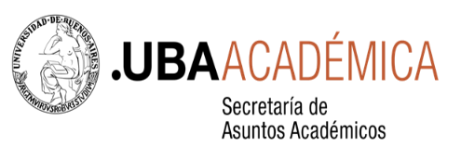 UNIVERSIDAD·DE·BUENOS·AIRES
.UBAACADÉMICA
Secretaría de
Asuntos Académicos